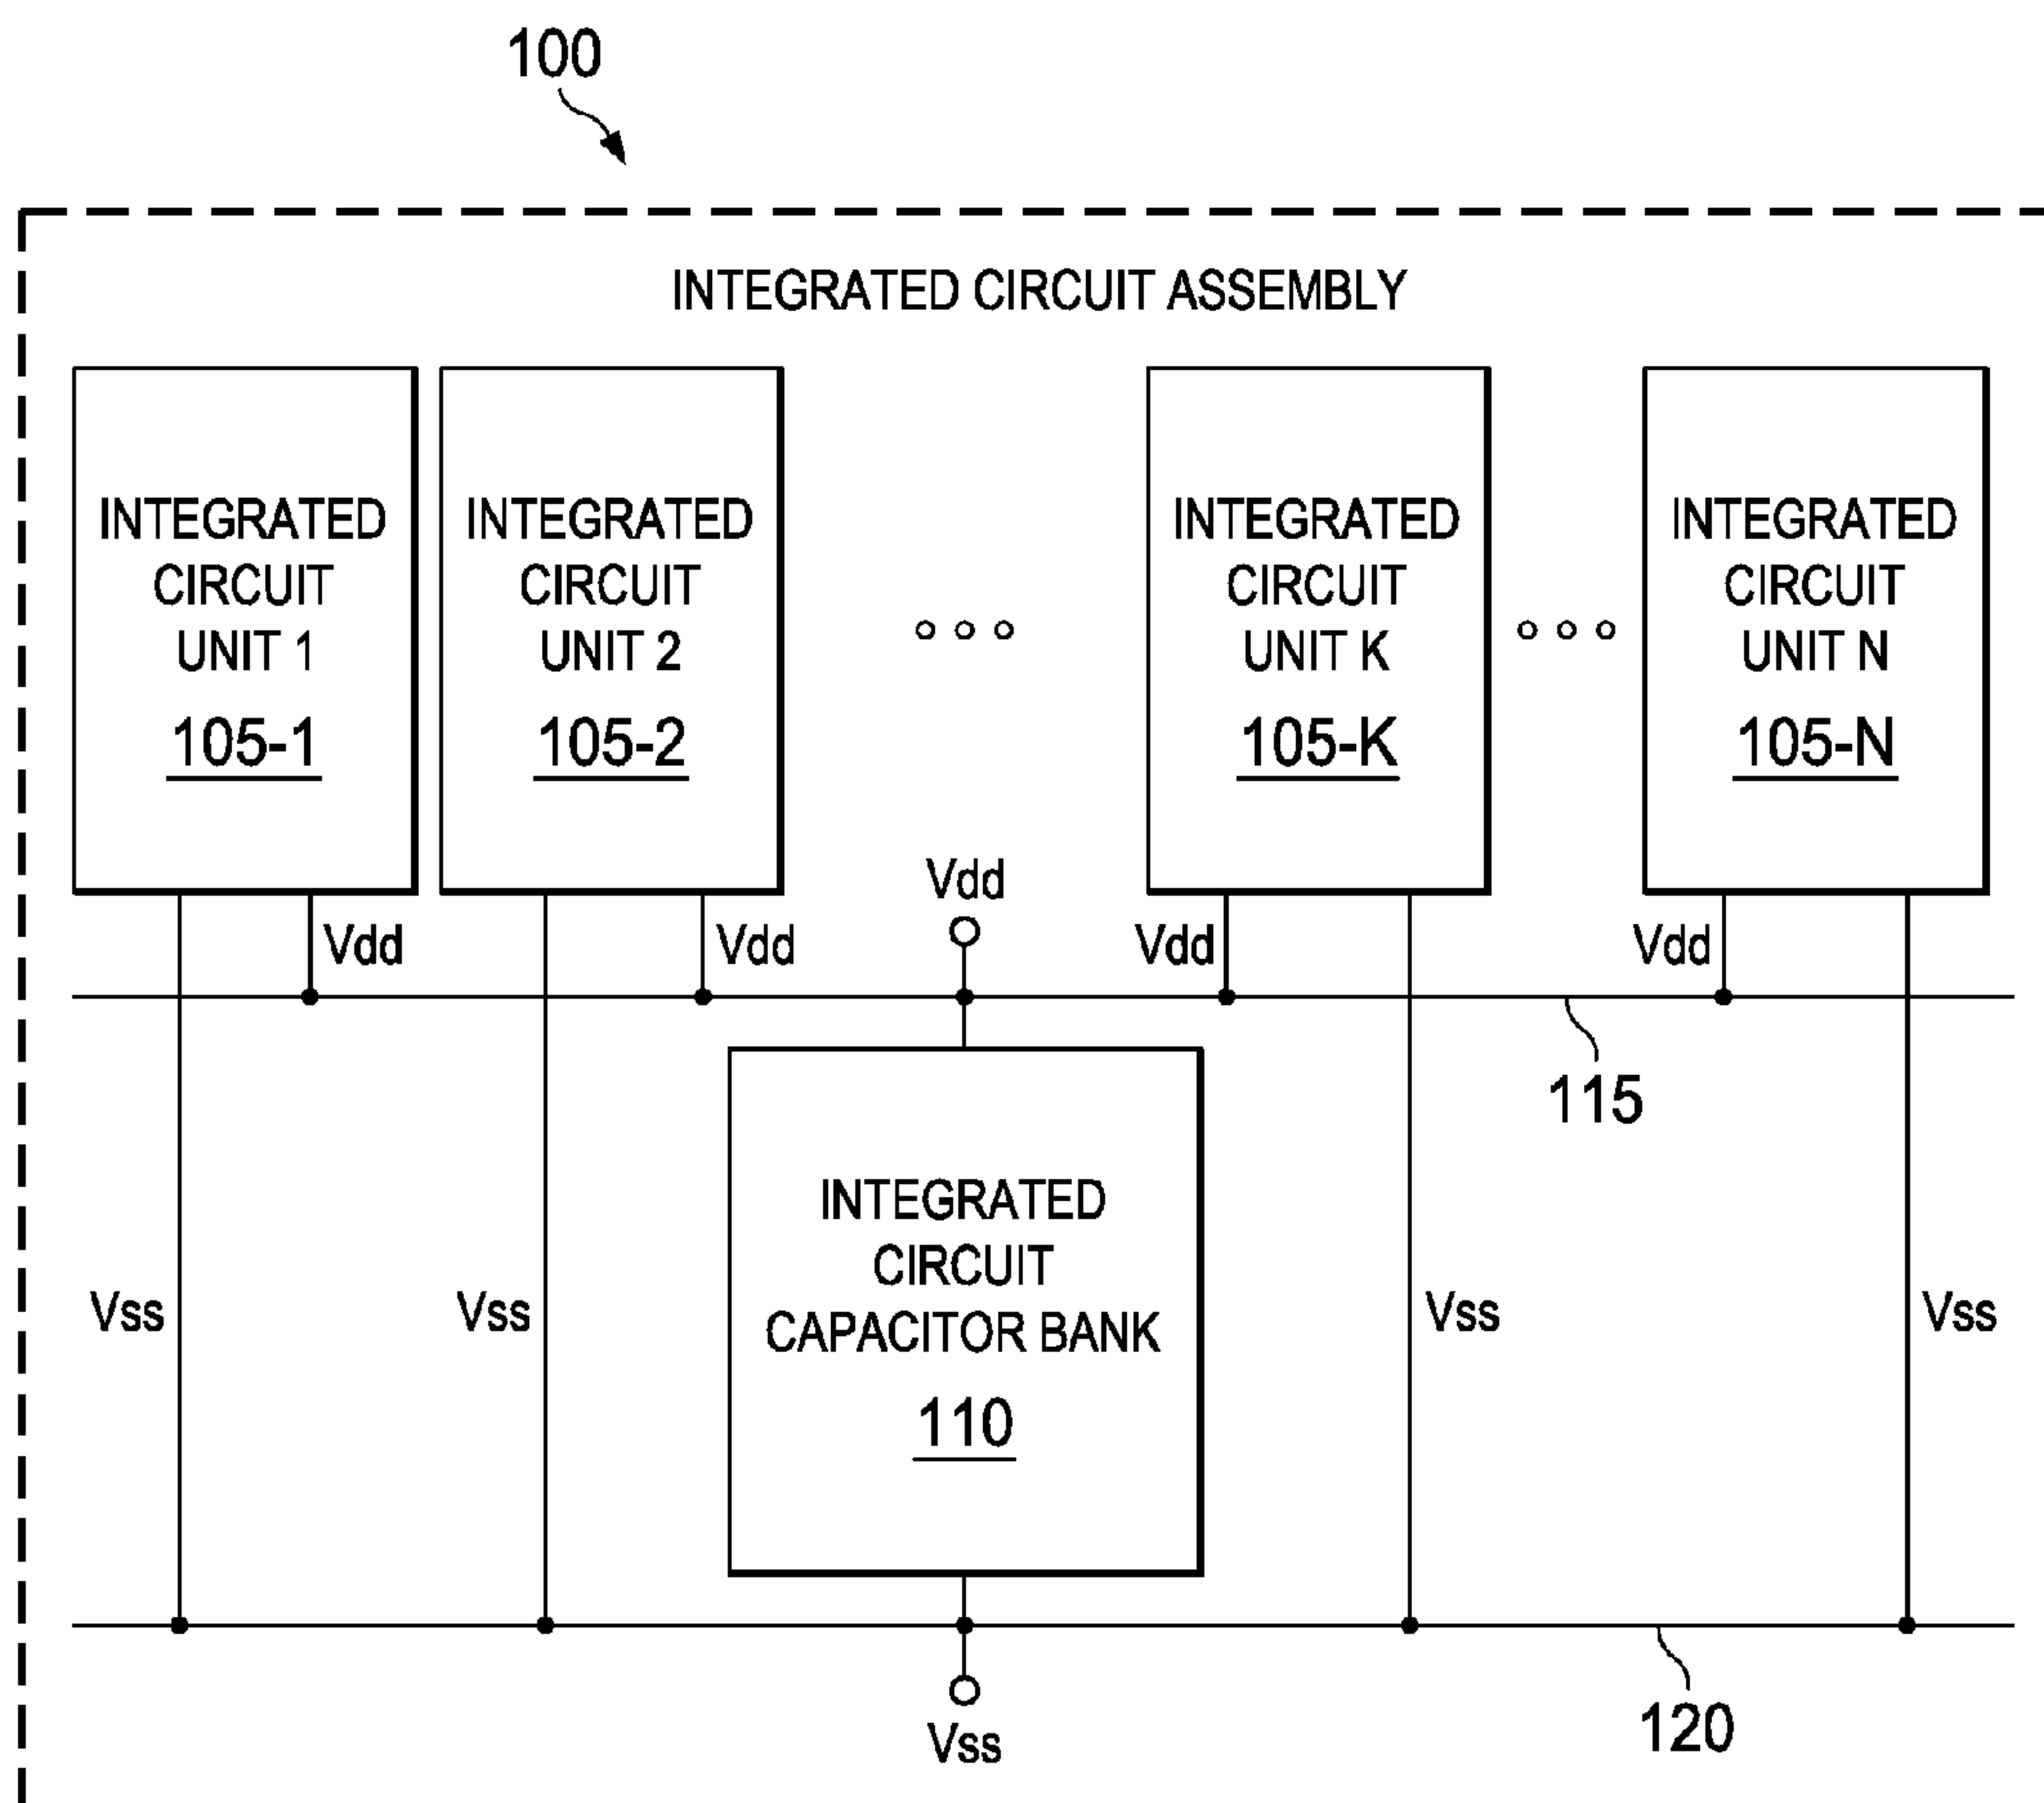 100
INTEGRATED CIRCUIT ASSEMBLY
INTEGRATED
CIRCUIT
UNIT 1
105-1
INTEGRATED
CIRCUIT
UNIT 2
105-2
INTEGRATED
CIRCUIT
UNIT K
105-K
INTEGRATED
CIRCUIT
UNIT N
105-N
Vdd
Vdd
Vdd
Vdd
Vdd
115
INTEGRATED
CIRCUIT
CAPACITOR BANK
110
Vss
Vss
Vss
Vss
120
Vss